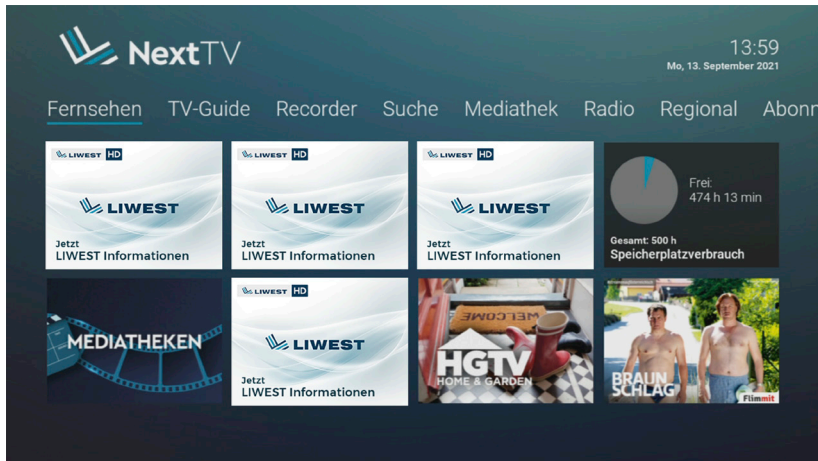 NextTV
13:59
Mo, 13. September 2021
Fernsehen TV-Guide Recorder Suche Mediathek Radio Regional Abonn
LIWEST HD
LIWEST
Jetzt
LIWEST Informationen
LIWEST HD
LIWEST
Jetzt
LIWEST Informationen
LIWEST HD
LIWEST
Jetzt
LIWEST Informationen
Frei:
474 h 13 min
Gesamt: 500 h
Speicherplatzverbrauch
MEDIATHEKEN
LIWEST HD
LIWEST
Jetzt
LIWEST Informationen
WELCOME
HGTV
HOME & GARDEN
BRAUN
SCHLAG
Flimmit